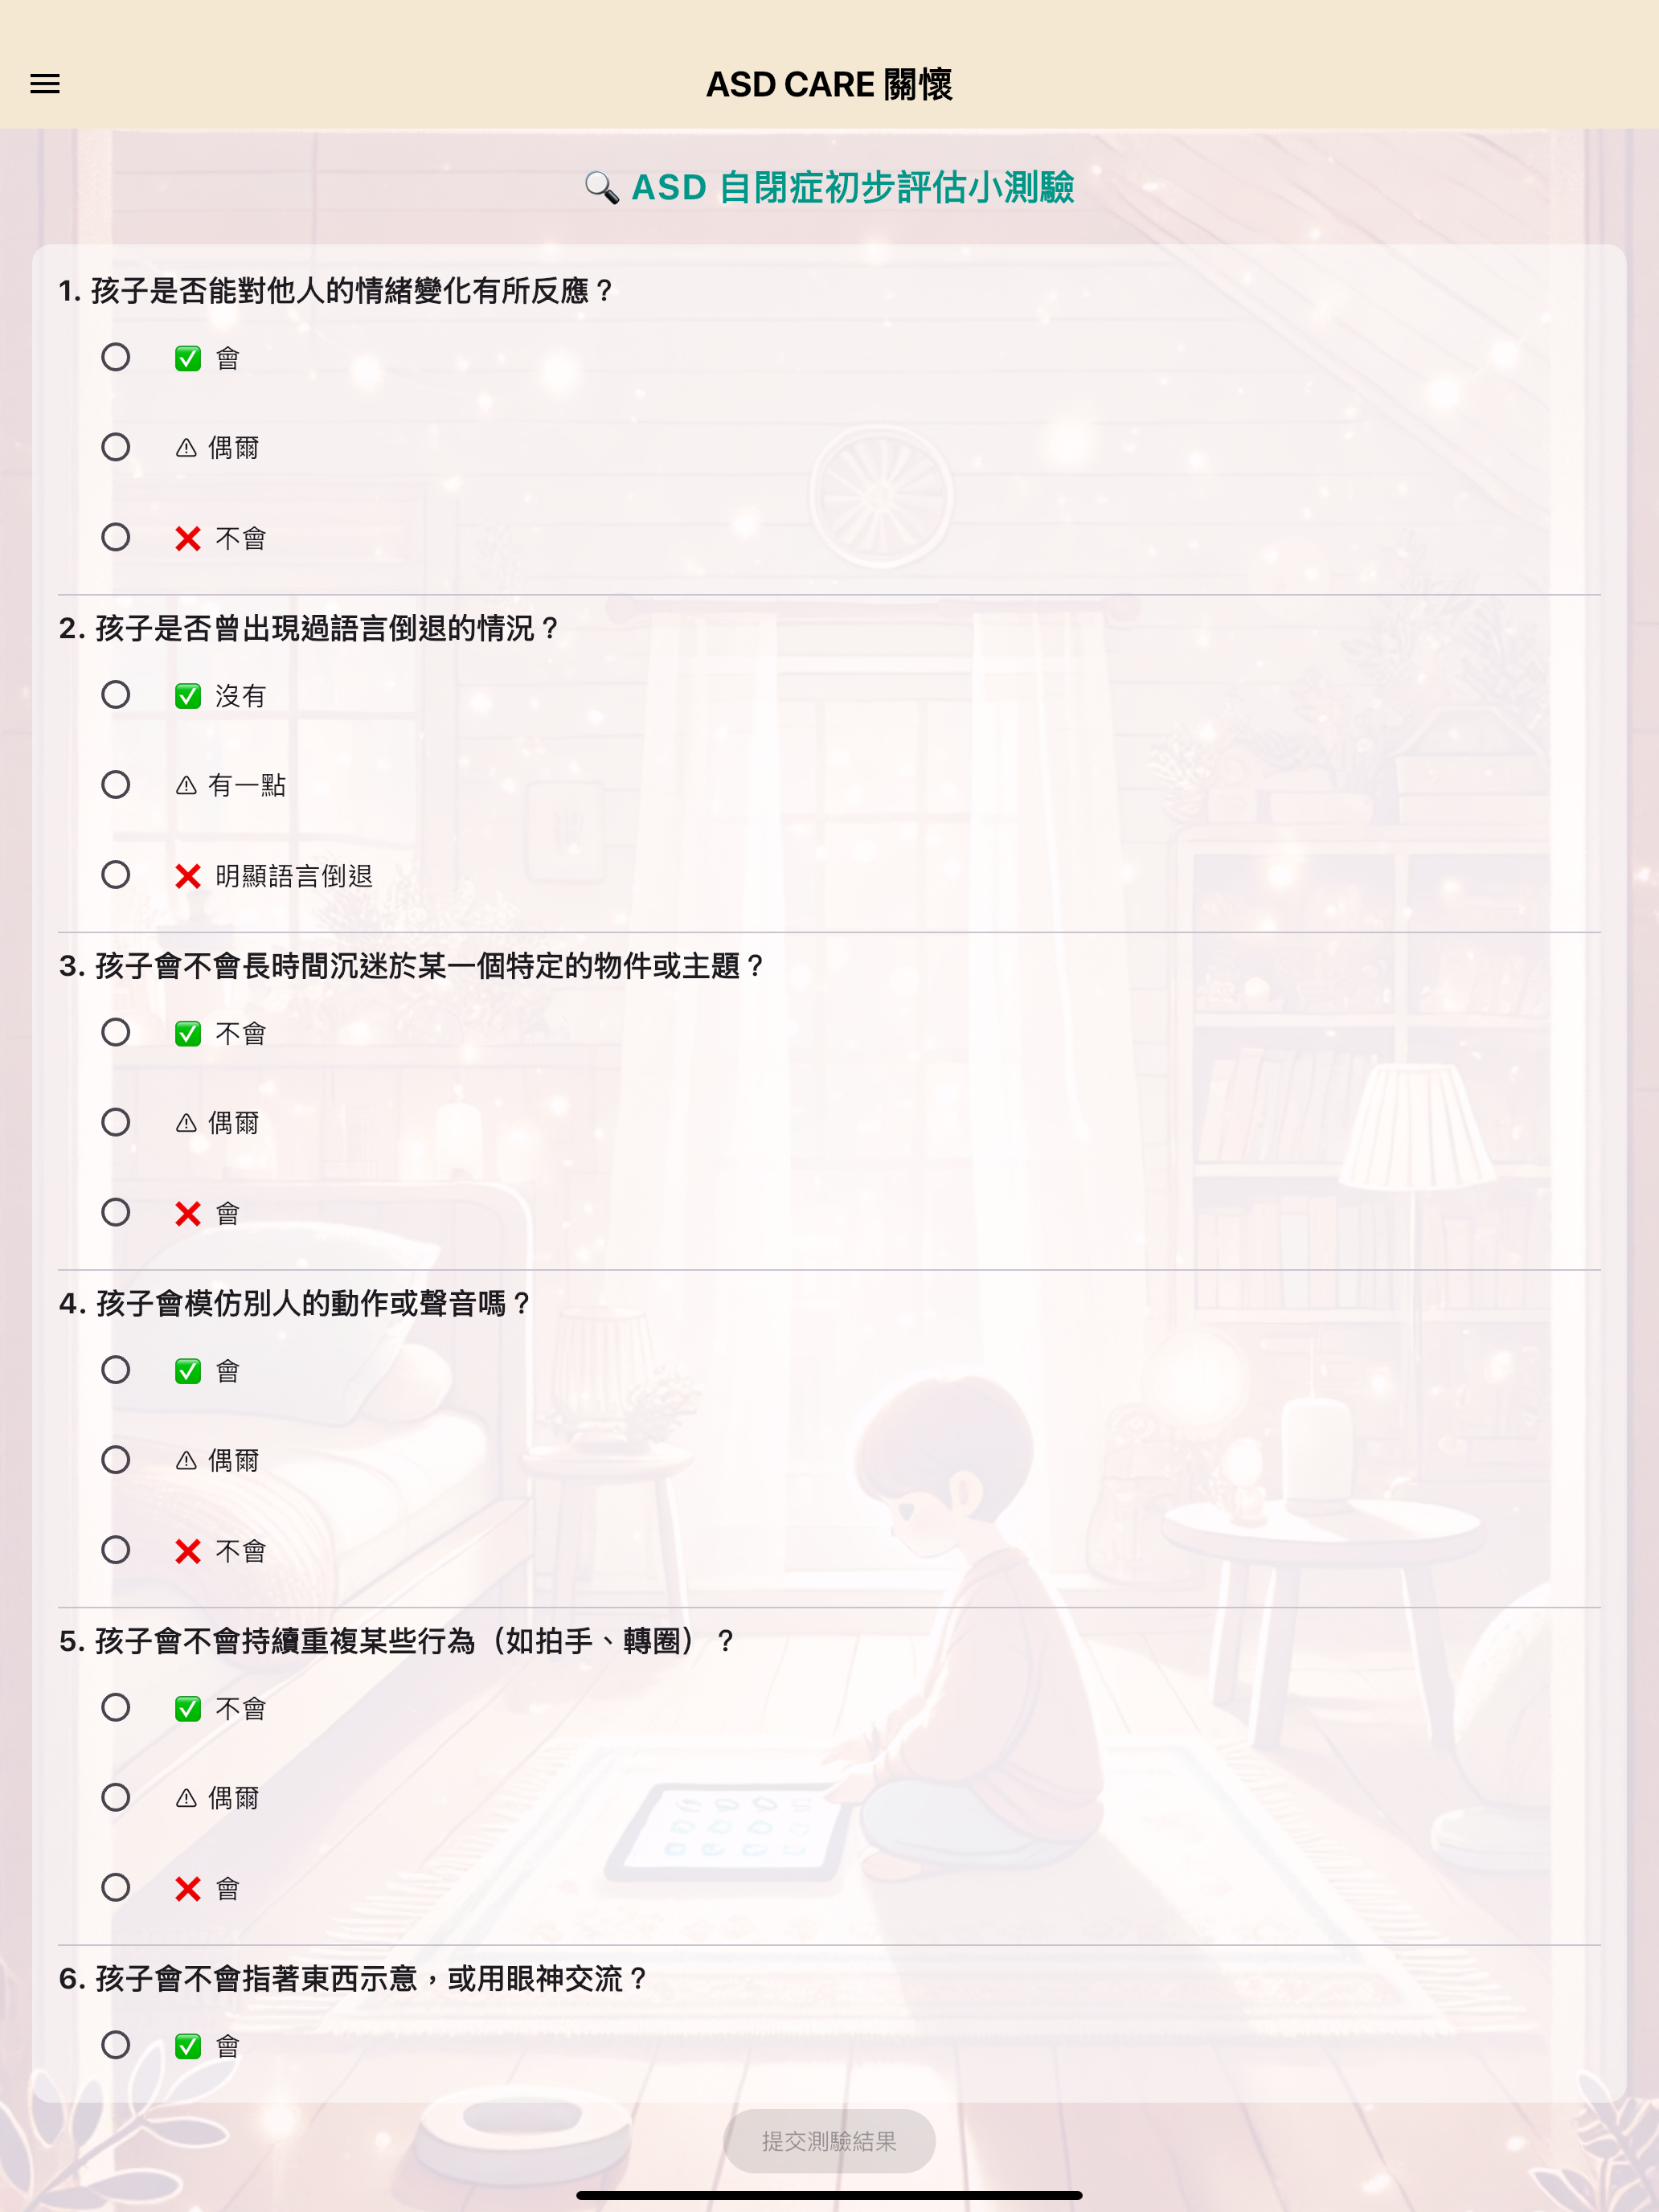 ASD CARE 關懷
🔍 ASD 自閉症初步評估小測驗
1. 孩子是否能對他人的情緒變化有所反應？
✅ 會
⚠ 偶爾
❌ 不會
2. 孩子是否曾出現過語言倒退的情況？
✅ 沒有
⚠ 有一點
❌ 明顯語言倒退
3. 孩子會不會長時間沉迷於某一個特定的物件或主題？
✅ 不會
⚠ 偶爾
❌ 會
4. 孩子會模仿別人的動作或聲音嗎？
✅ 會
⚠ 偶爾
❌ 不會
5. 孩子會不會持續重複某些行為（如拍手、轉圈）？
✅ 不會
⚠ 偶爾
❌ 會
6. 孩子會不會指著東西示意，或用眼神交流？
✅ 會
提交測驗結果